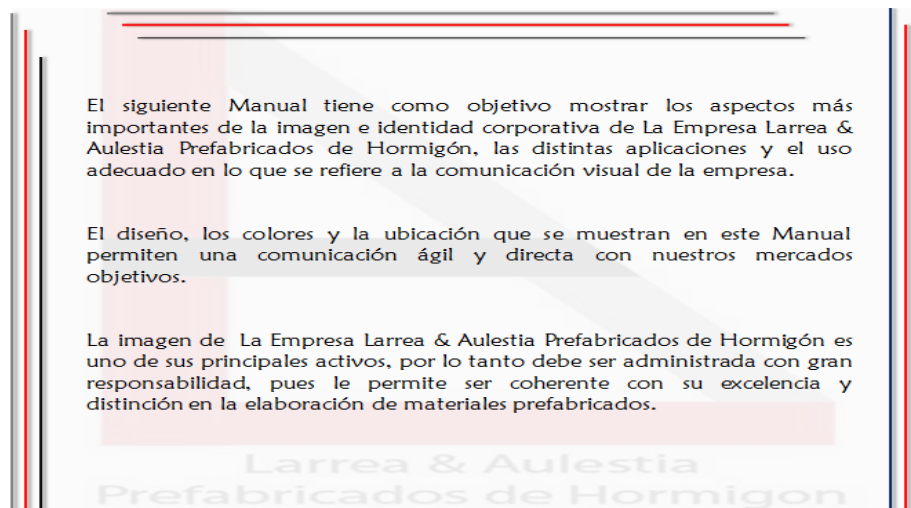 El siguiente Manual tiene como objetivo mostrar los aspectos más
importantes de la imagen e identidad corporativa de La Empresa Larrea &
Aulestia Prefabricados de Hormigón, las distintas aplicaciones y el uso
adecuado en lo que se refiere a la comunicación visual de la empresa.
El diseño, los colores y la ubicación que se muestran en este Manual
permiten una comunicación ágil y directa con nuestros mercados
objetivos.
La imagen de La Empresa Larrea & Aulestia Prefabricados de Hormigón es
uno de sus principales activos, por lo tanto debe ser administrada con gran
responsabilidad, pues le permite ser coherente con su excelencia y
distinción en la elaboración de materiales prefabricados.
Larrea & Aulestia
Prefabricados de Hormigon